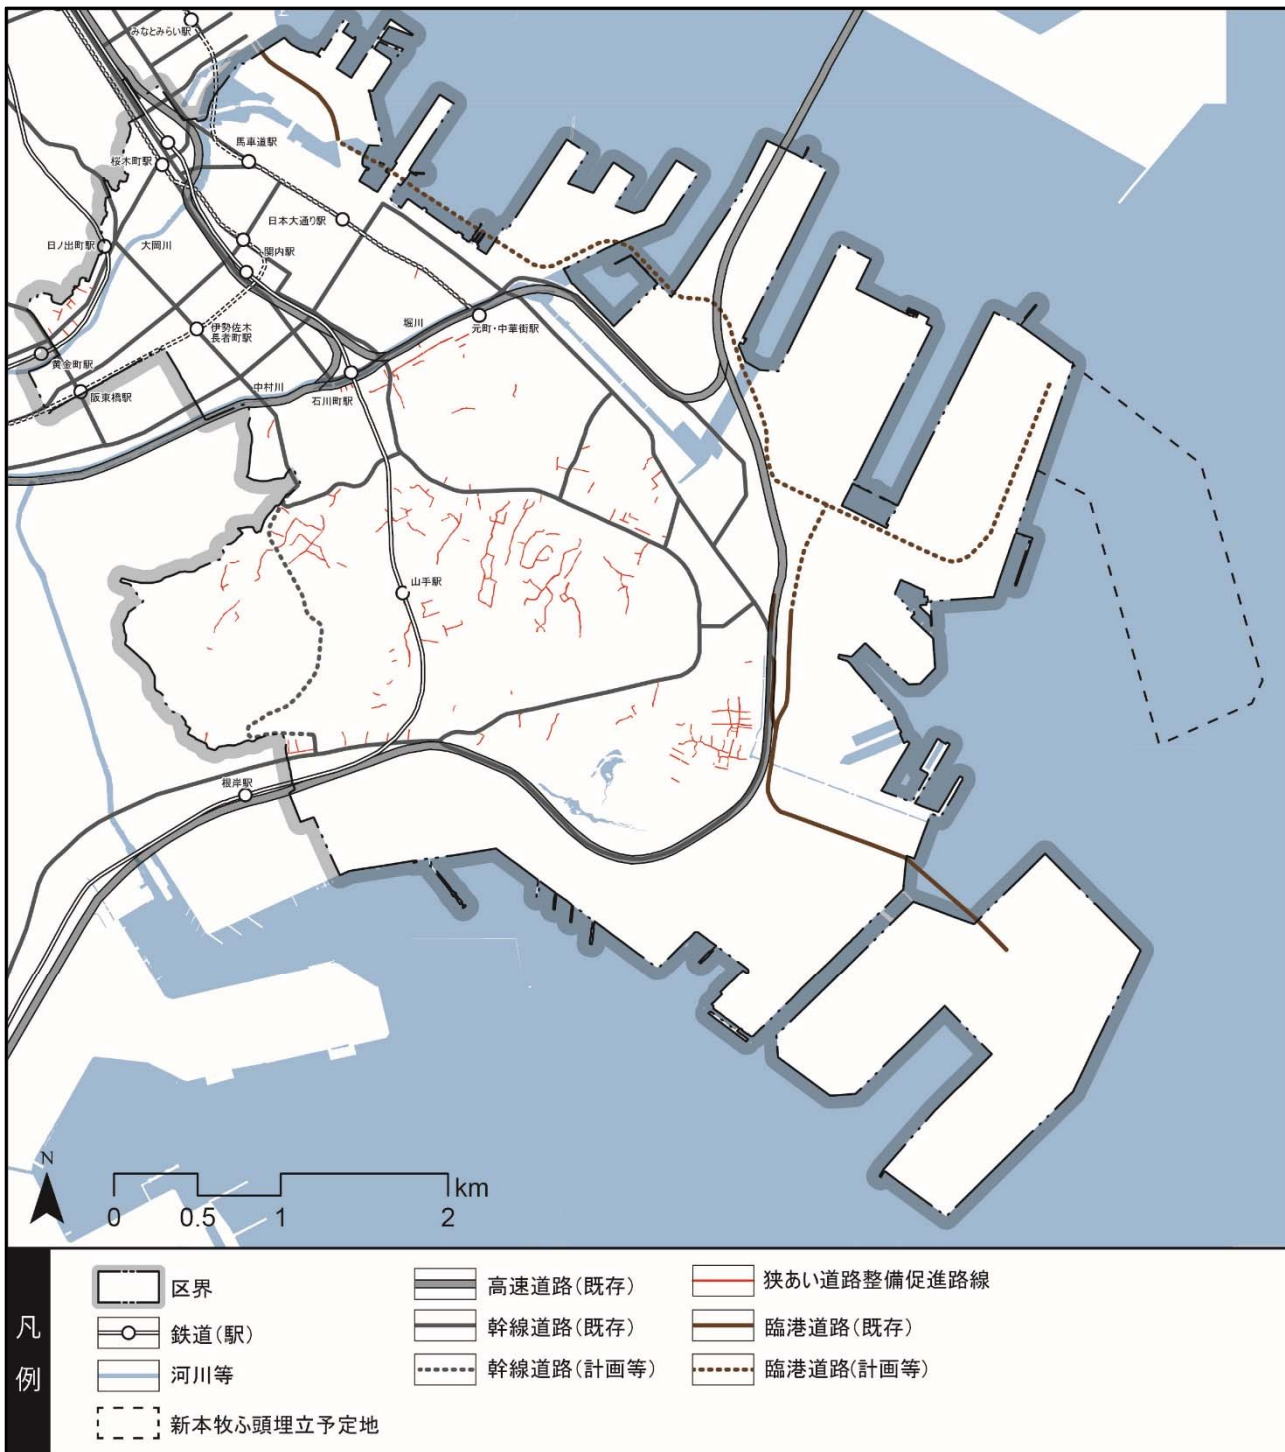 みなとみらい駅
馬車道駅
桜木町駅
日本大通り駅
日ノ出町駅
大岡川
関内駅
伊勢佐木
長者町駅
堀川
元町・中華街駅
黄金町駅
中村川
石川町駅
阪東橋駅
山手駅
根岸駅
N
km
0
0.5
1
2
凡例
区界
鉄道(駅)
河川等
新本牧ふ頭埋立予定地
高速道路(既存)
幹線道路(既存)
幹線道路(計画等)
狭あい道路整備促進路線
臨港道路(既存)
臨港道路(計画等)